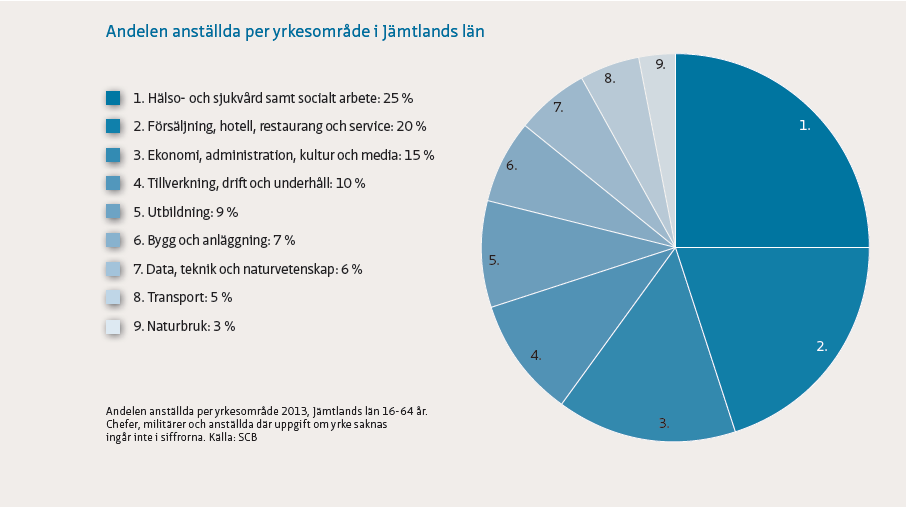 Andelen anställda per yrkesområde i Jämtlands län
1. Hälso- och sjukvård samt socialt arbete: 25 %
2. Försäljning, hotell, restaurang och service: 20 %
3. Ekonomi, administration, kultur och media: 15 %
4. Tillverkning, drift och underhåll: 10 %
5. Utbildning: 9 %
6. Bygg och anläggning: 7 %
7. Data, teknik och naturvetenskap: 6 %
8. Transport: 5 %
9. Naturbruk: 3 %
Andelen anställda per yrkesområde 2013, Jämtlands län 16-64 år.
Chefer, militärer och anställda där uppgift om yrke saknas
ingår inte i siffrorna. Källa: SCB
1.
2.
3.
4.
5.
6.
7.
8.
9.